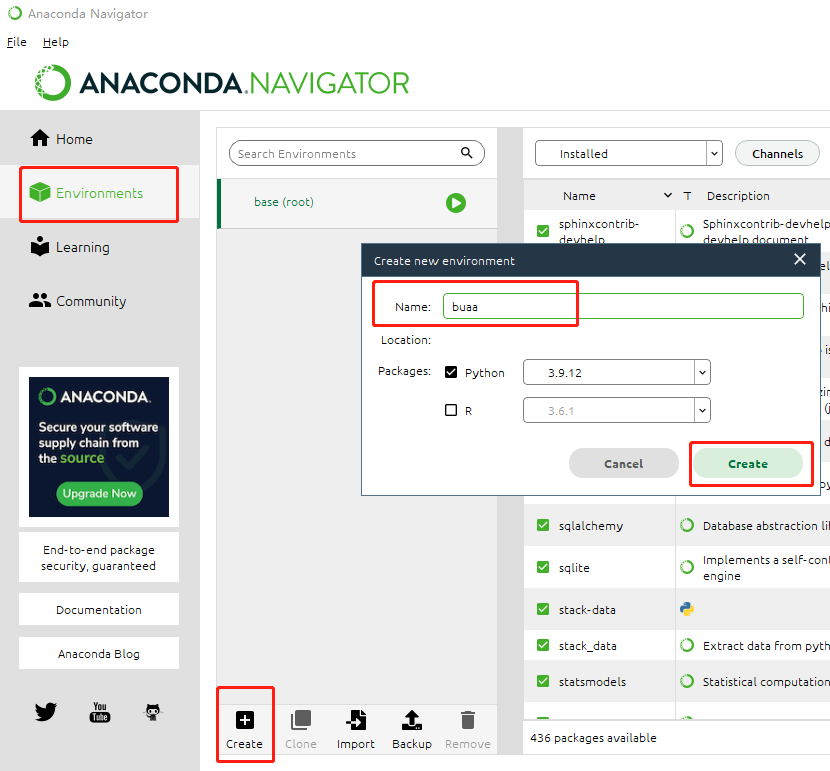 Anaconda Navigator
File Help
ANACONDA.NAVIGATOR
Home
Environments
Learning
Community
ANACONDA.
Secure your software
supply chain from
the source
Upgrade Now
End-to-end package
security, guaranteed
Documentation
Anaconda Blog
You
Tube
Search Environments
base (root)
Create
Clone
Import
Backup
Remove
Installed
Channels
Name T Description
sphinxcontrib-
devhelp
Sphinxcontrib-devhelp
devhelp document
Create new environment
Name: buaa
Location:
Packages: Python 3.9.12
R 3.6.1
Cancel Create
sqlalchemy Database abstraction
sqlite
Implements a self-cont
engine
stack-data
stack_data Extract data from pyth
statsmodels Statistical computation
436 packages available